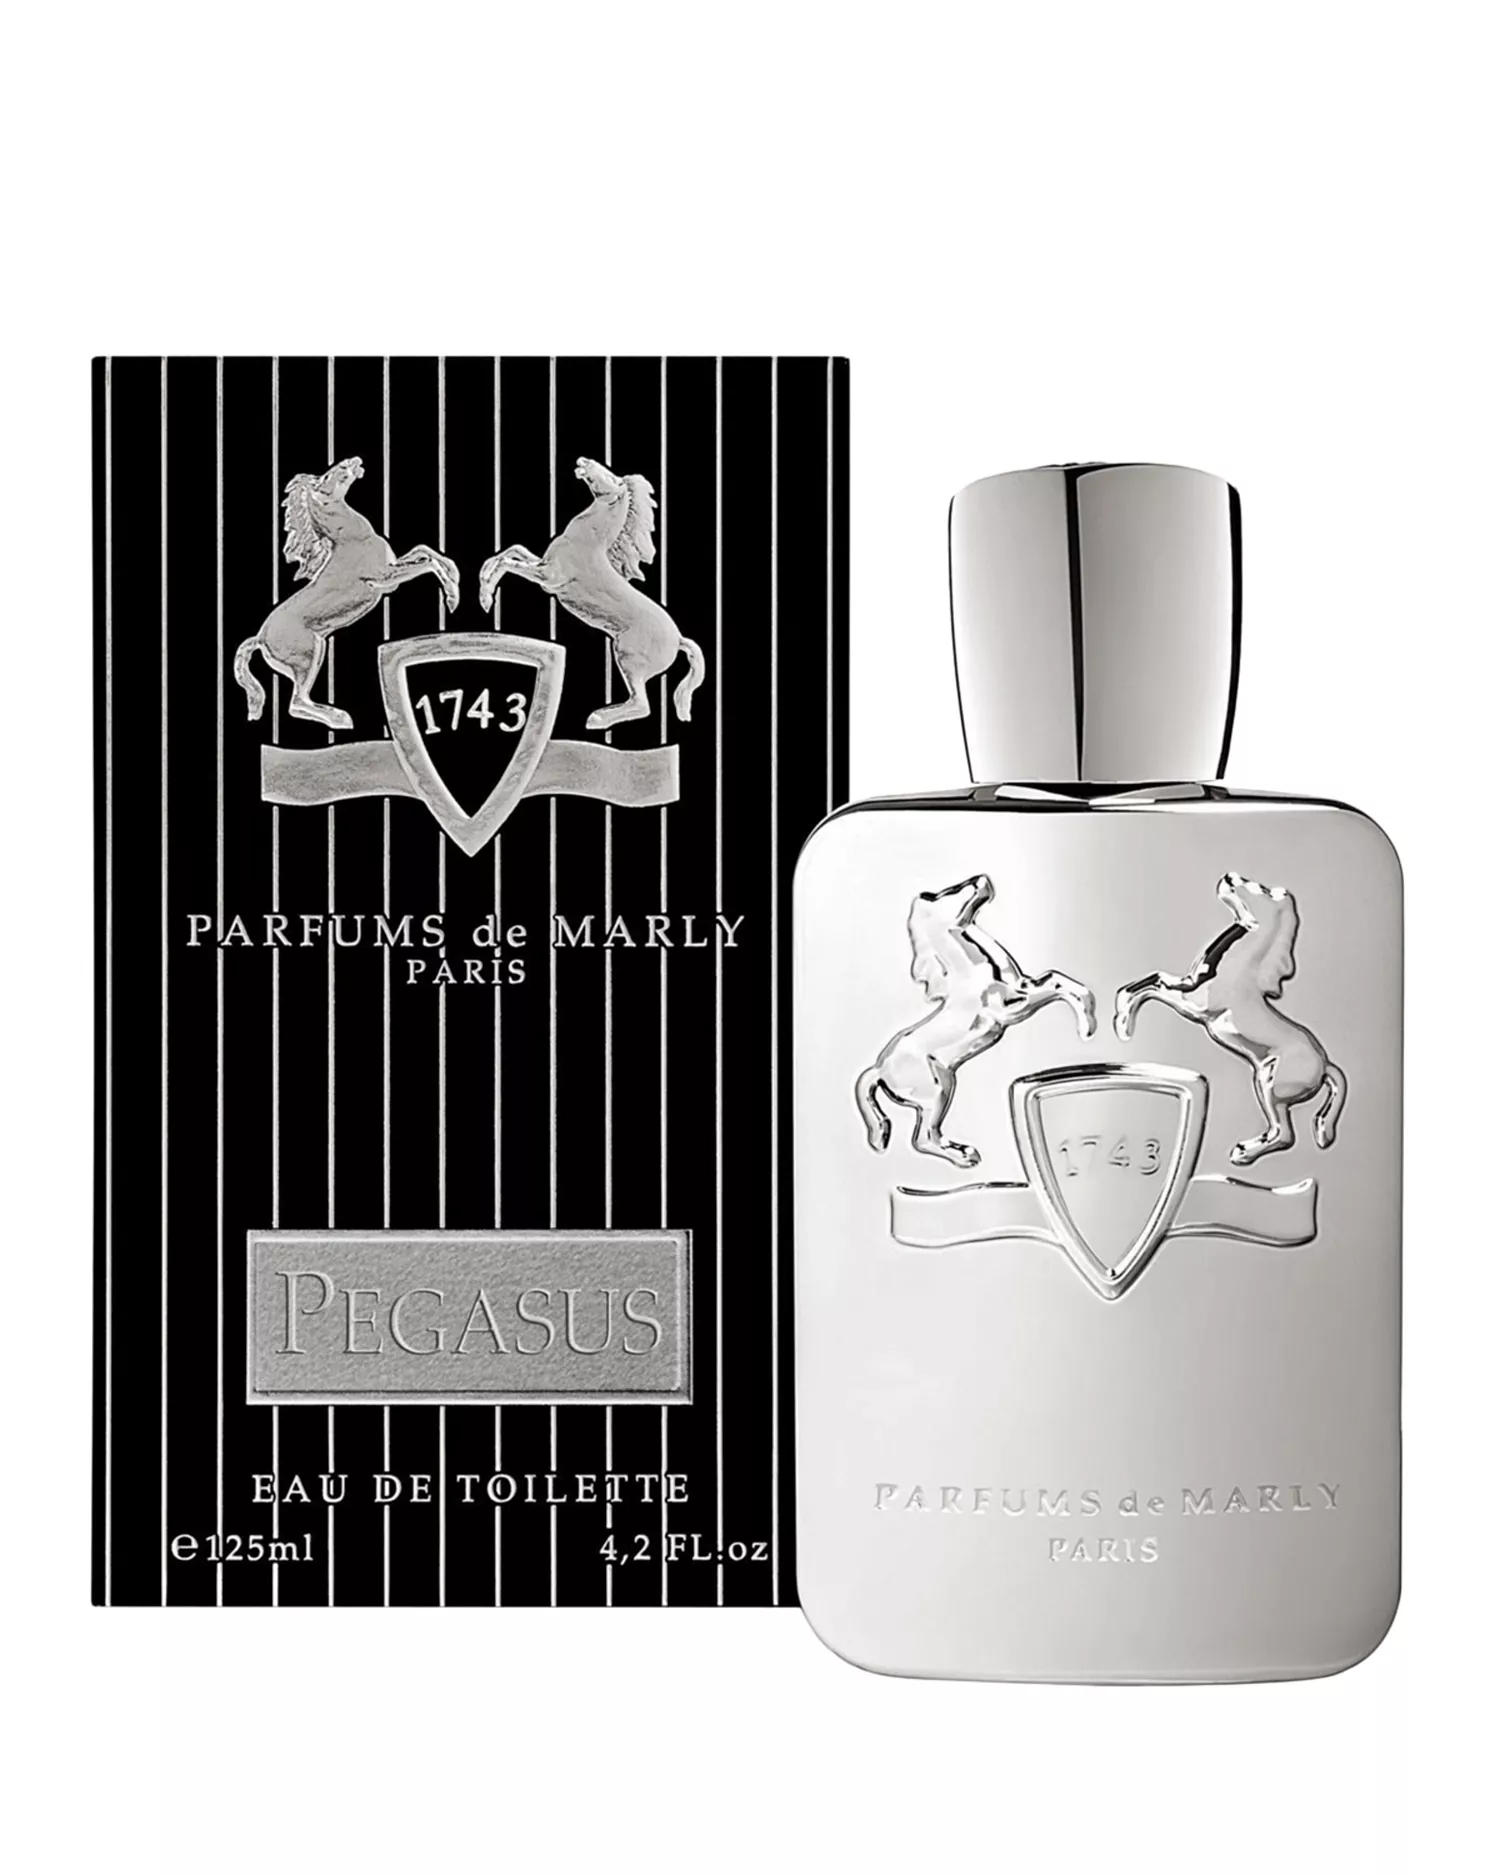 1743
PARFUMS de MARLY
PARIS
PEGASUS
EAU DE TOILETTE
℮125ml 4,2 FL.oz
1743
PARFUMS de MARLY
PARIS